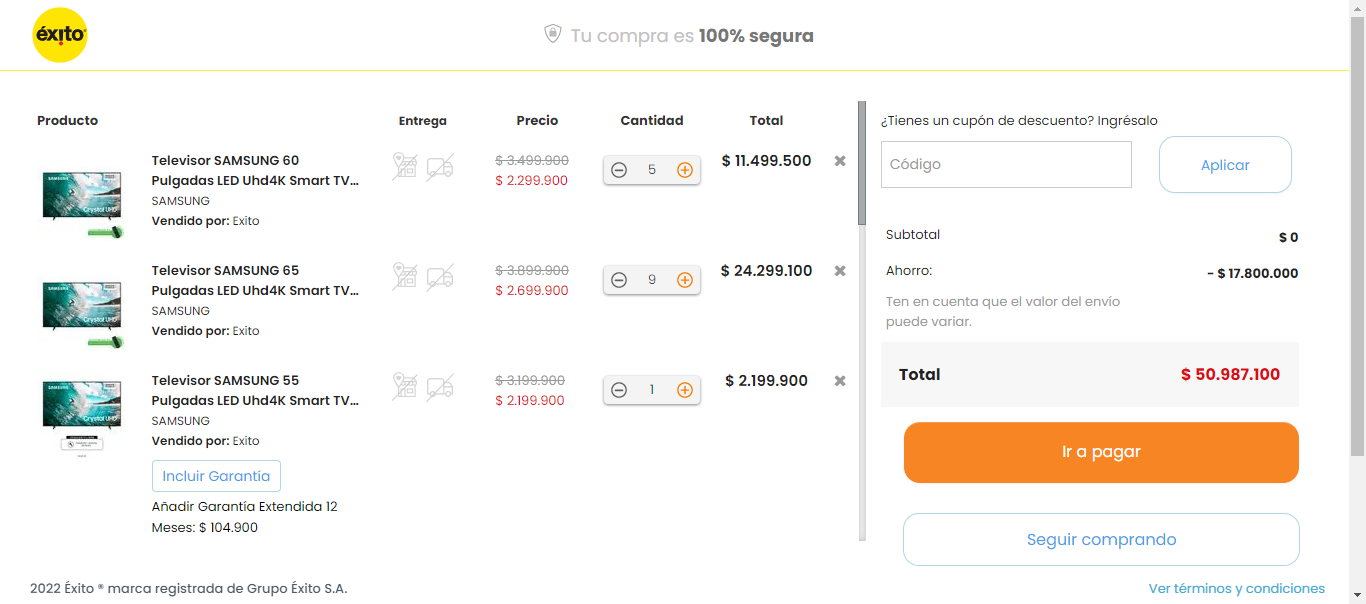 éxito
Tu compra es 100% segura
Producto Entrega Precio Cantidad Total
Televisor SAMSUNG 60
Pulgadas LED Uhd4K Smart TV...
SAMSUNG
Vendido por: Exito
$ 3.499.900
$ 2.299.900
5
$ 11.499.500
Televisor SAMSUNG 65
Pulgadas LED Uhd4K Smart TV...
SAMSUNG
Vendido por: Exito
$ 3.899.900
$ 2.699.900
9
$ 24.299.100
Televisor SAMSUNG 55
Pulgadas LED Uhd4K Smart TV...
SAMSUNG
Vendido por: Exito
$ 3.199.900
$ 2.199.900
1
$ 2.199.900
Incluir Garantía
Añadir Garantía Extendida 12
Meses: $ 104.900
¿Tienes un cupón de descuento? Ingrésalo
Código
Aplicar
Subtotal $ 0
Ahorro: - $ 17.800.000
Ten en cuenta que el valor del envío
puede variar.
Total $ 50.987.100
Ir a pagar
Seguir comprando
2022 Éxito ® marca registrada de Grupo Éxito S.A.
Ver términos y condiciones